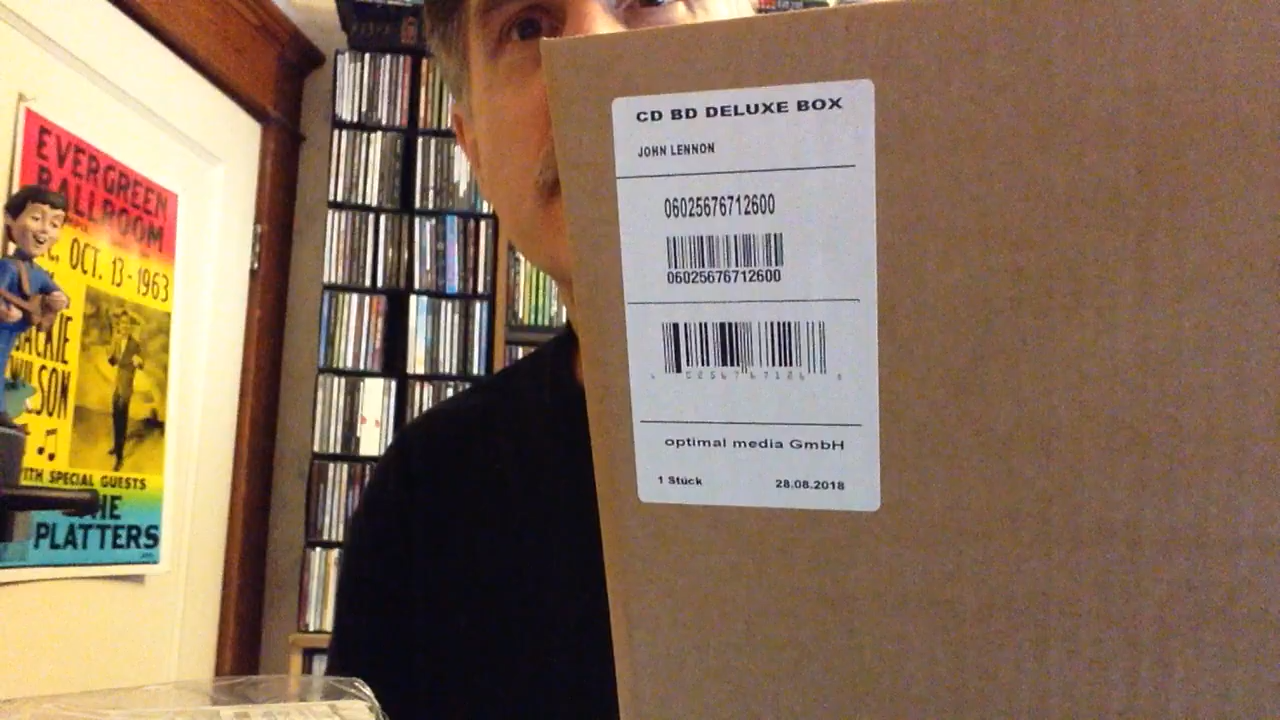 EVERGREEN
BALLROOM
OCT. 13-1963
JACKIE
WILSON
WITH SPECIAL GUESTS
THE
PLATTERS
CD BD DELUXE BOX
JOHN LENNON
06025676712600
06025676712600
optimal media GmbH
1 Stück 28.08.2018